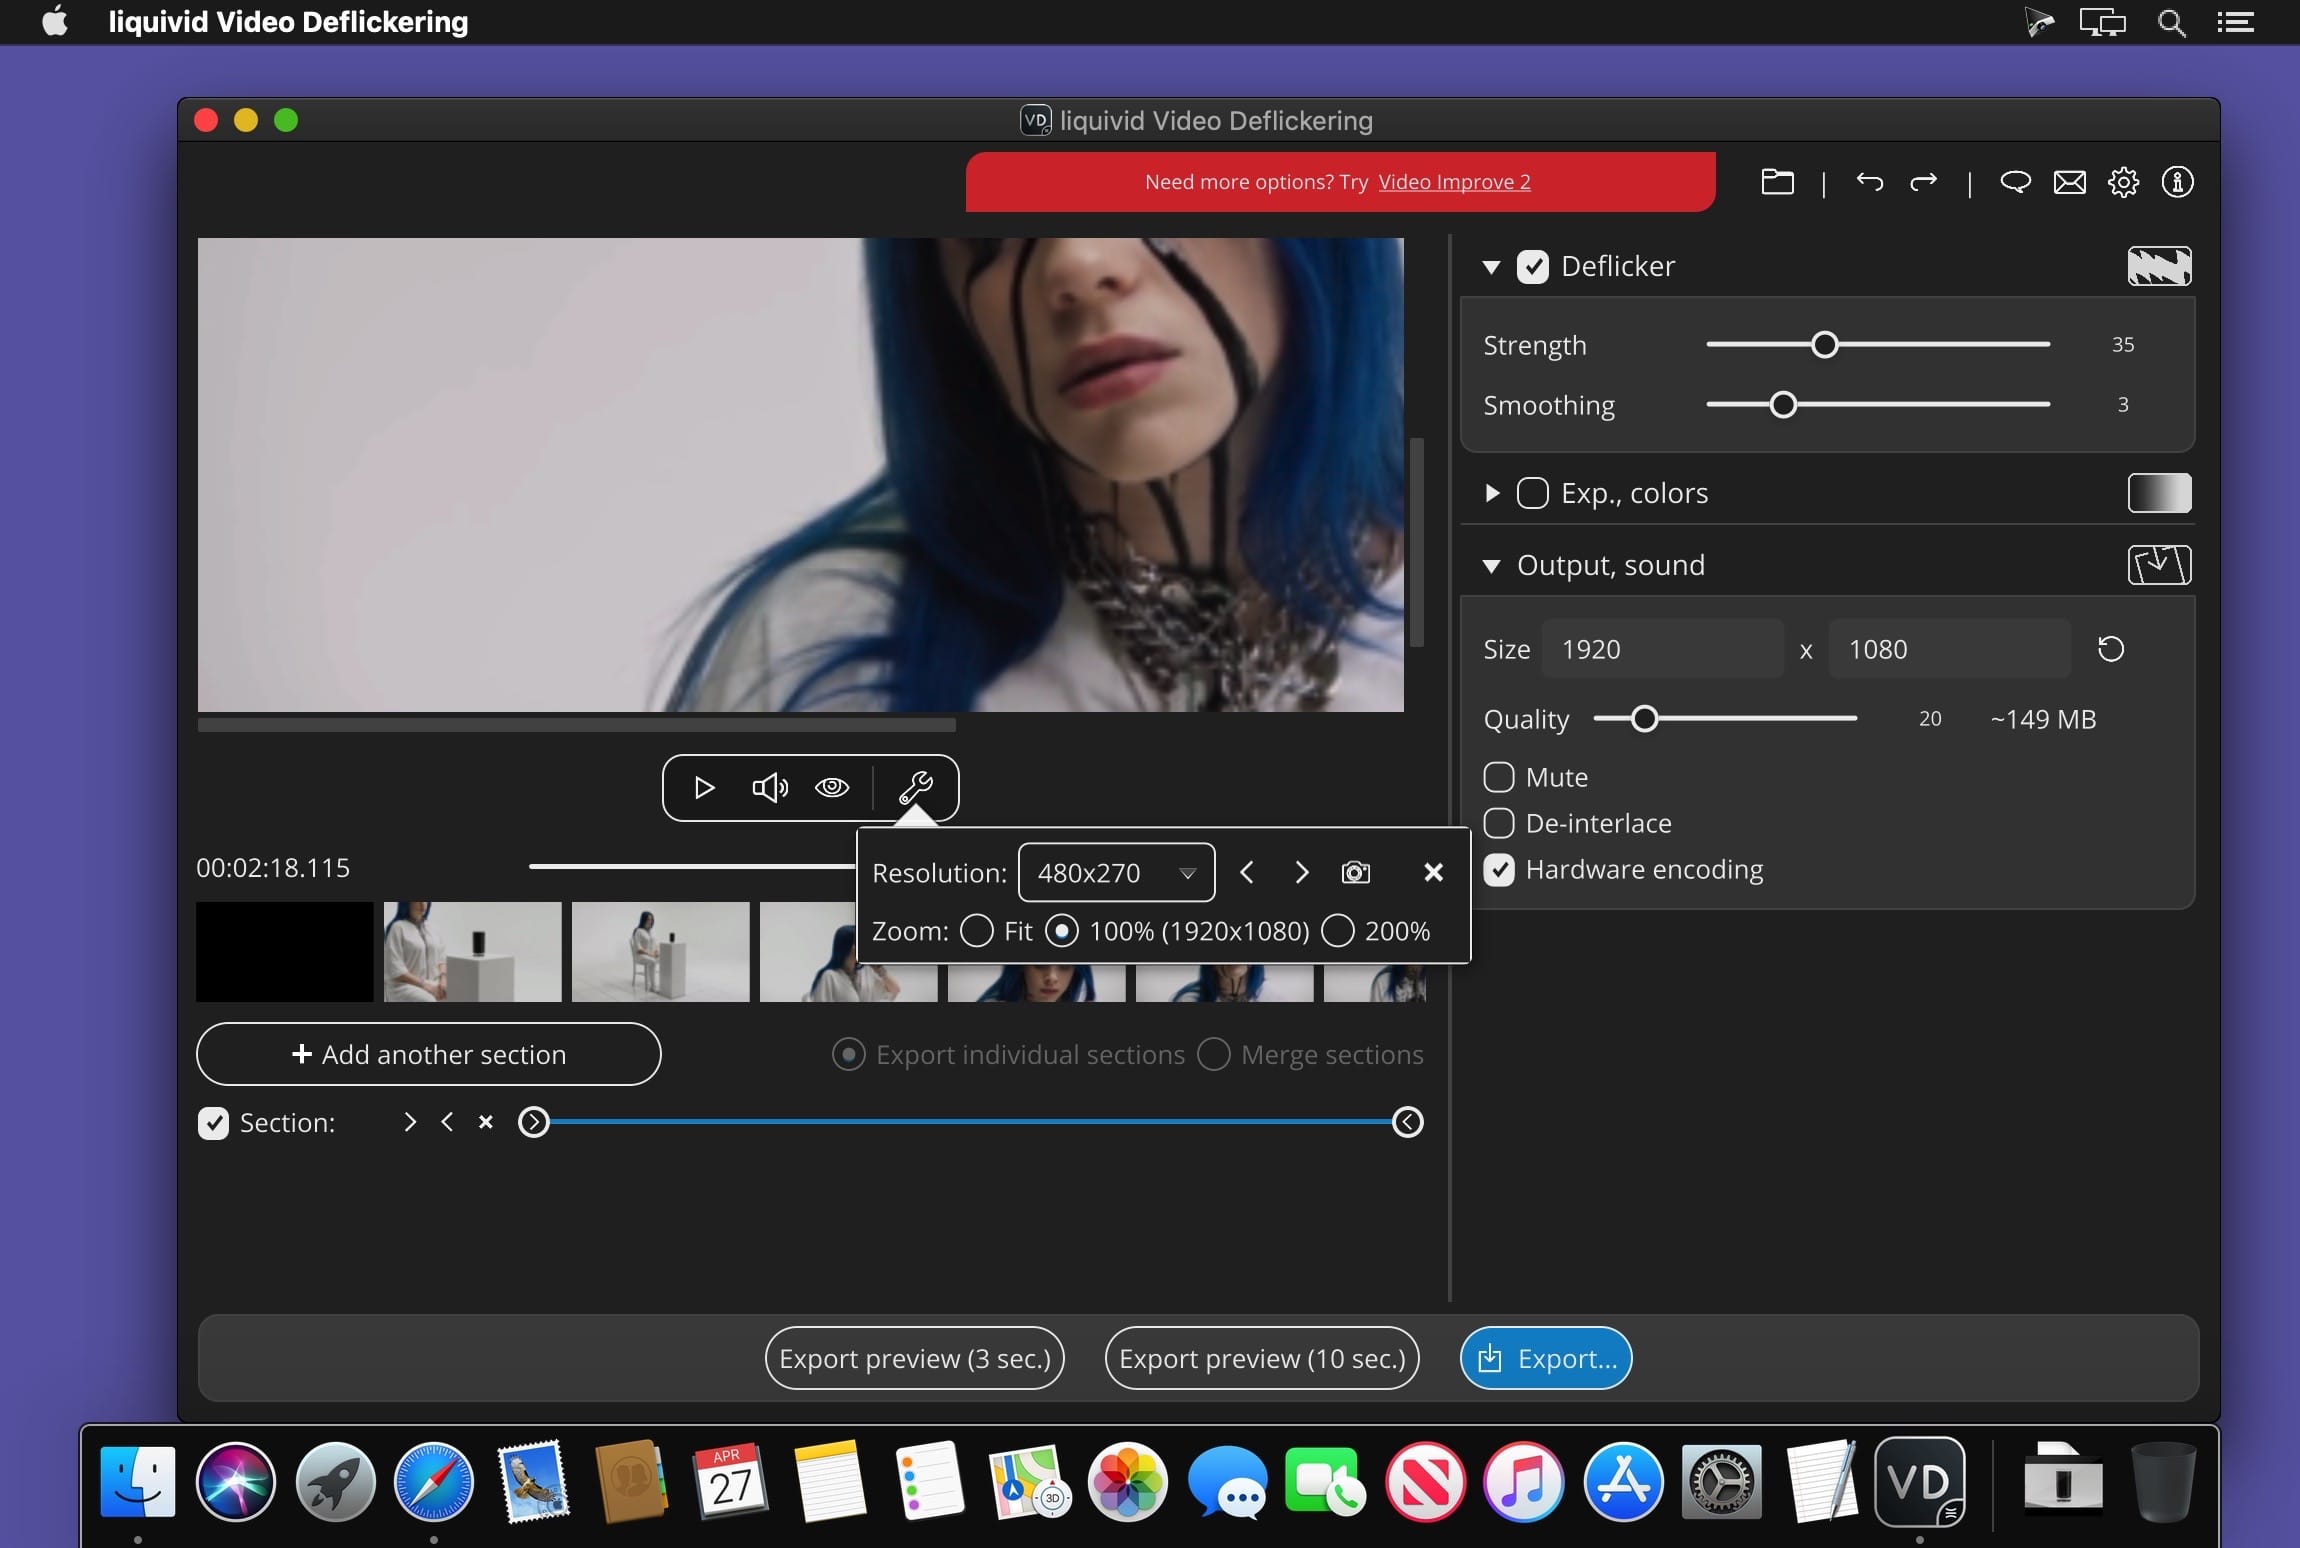 liquivid Video Deflickering
VD liquivid Video Deflickering
Need more options? Try Video Improve 2
Deflicker
Strength 35
Smoothing 3
Exp., colors
Output, sound
Size 1920 x 1080
Quality 20 ~149 MB
Mute
De-interlace
Hardware encoding
00:02:18.115
Resolution: 480x270
Zoom: Fit 100% (1920x1080) 200%
+ Add another section
Export individual sections Merge sections
Section:
Export preview (3 sec.) Export preview (10 sec.) Export...
APR
27
3D
VD